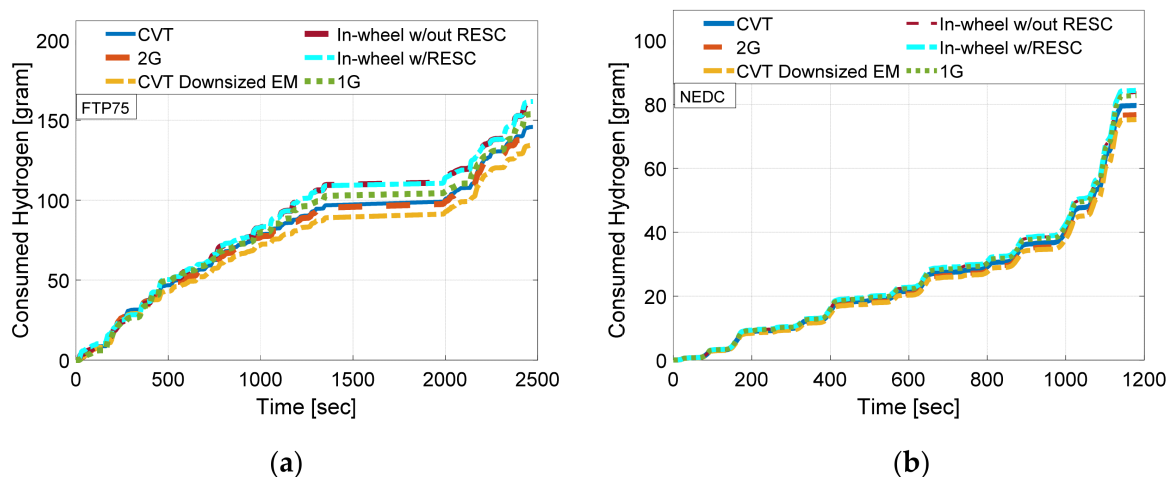 200
150
100
50
0
Consumed Hydrogen [gram]
CVT
2G
CVT Downsized EM
In-wheel w/out RESC
In-wheel w/RESC
1G
FTP75
0 500 1000 1500 2000 2500
Time [sec]
(a)
100
80
60
40
20
0
Consumed Hydrogen [gram]
CVT
2G
CVT Downsized EM
In-wheel w/out RESC
In-wheel w/RESC
1G
NEDC
0 200 400 600 800 1000 1200
Time [sec]
(b)